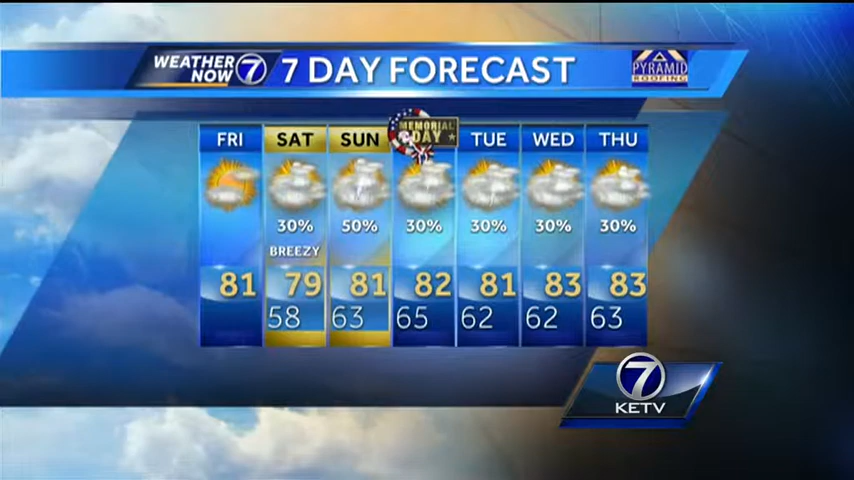 WEATHER NOW 7
7 DAY FORECAST
PYRAMID
ROOFING
FRI SAT SUN MEMORIAL DAY TUE WED THU
30% 50% 30% 30% 30% 30%
BREEZY
81 79 81 82 81 83 83
58 63 65 62 62 63
7
KETV